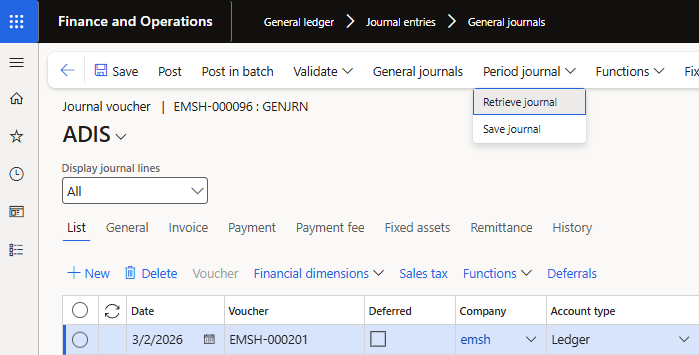 Finance and Operations General ledger > Journal entries > General journals
Save Post Post in batch Validate General journals Period journal Functions Fix
Retrieve journal
Save journal
Journal voucher | EMSH-000096 : GENJRN
ADIS
Display journal lines
All
List General Invoice Payment Payment fee Fixed assets Remittance History
+ New Delete Voucher Financial dimensions Sales tax Functions Deferrals
Date Voucher Deferred Company Account type
3/2/2026 EMSH-000201 emsh Ledger